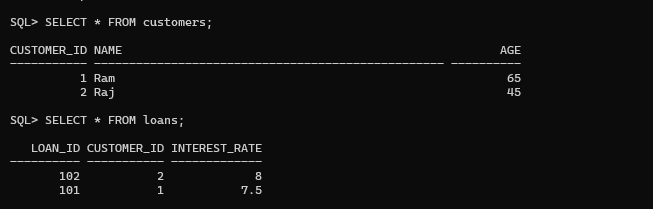 SQL> SELECT * FROM customers;
CUSTOMER_ID NAME                                               AGE
----------- -------------------------------------------------- ----------
          1 Ram                                                65
          2 Raj                                                45
SQL> SELECT * FROM loans;
   LOAN_ID CUSTOMER_ID INTEREST_RATE
---------- ----------- -------------
       102           2             8
       101           1           7.5